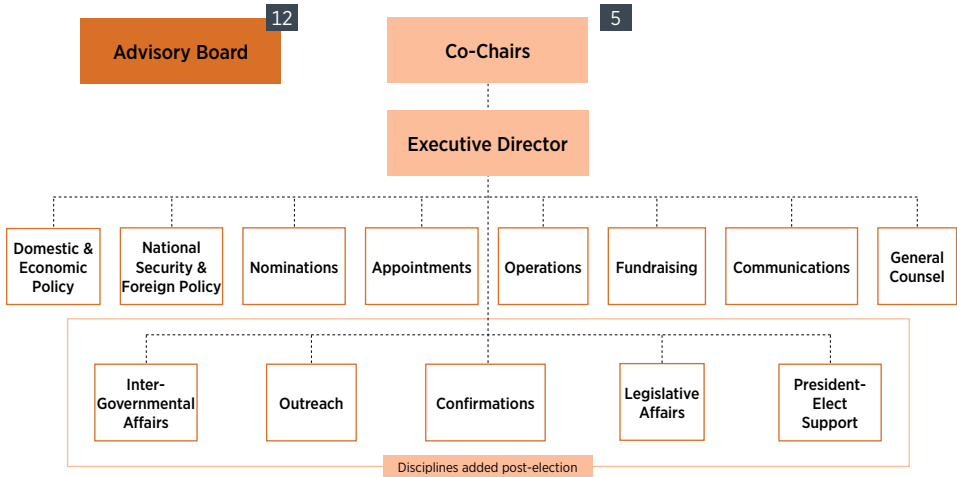 12
Advisory Board
5
Co-Chairs
Executive Director
Domestic &
Economic
Policy
National
Security &
Foreign Policy
Nominations
Appointments
Operations
Fundraising
Communications
General
Counsel
Inter-
Governmental
Affairs
Outreach
Confirmations
Legislative
Affairs
President-
Elect
Support
Disciplines added post-election